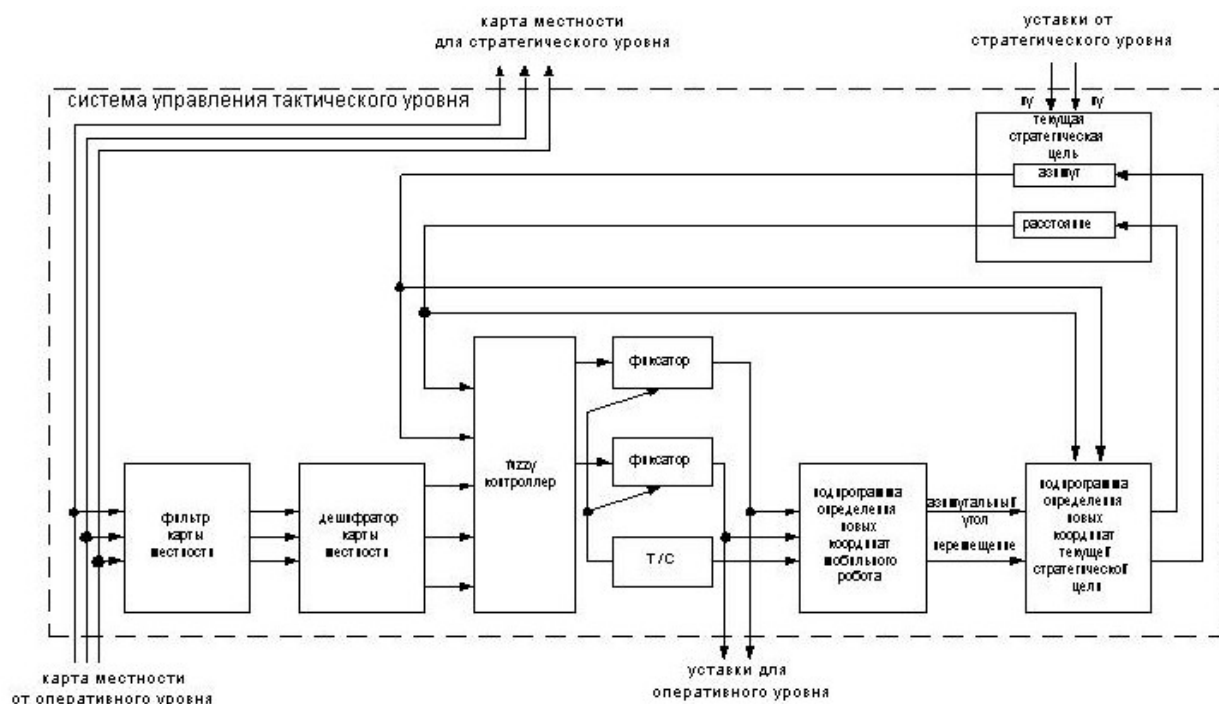 карта местности
для стратегического уровня
уставки от
стратегического уровня
система управления тактического уровня
ПУ
ПУ
текущая
стратегическая
цель
азимут
расстояние
фиксатор
fuzzy
контроллер
фиксатор
фильтр
карты
местности
дешифратор
карты
местности
Т/С
подпрограмма
определения
новых
координат
мобильного
робота
азимутальный
угол
перемещение
подпрограмма
определения
новых
координат
текущей
стратегической
цели
карта местности
от оперативного уровня
уставки для
оперативного уровня